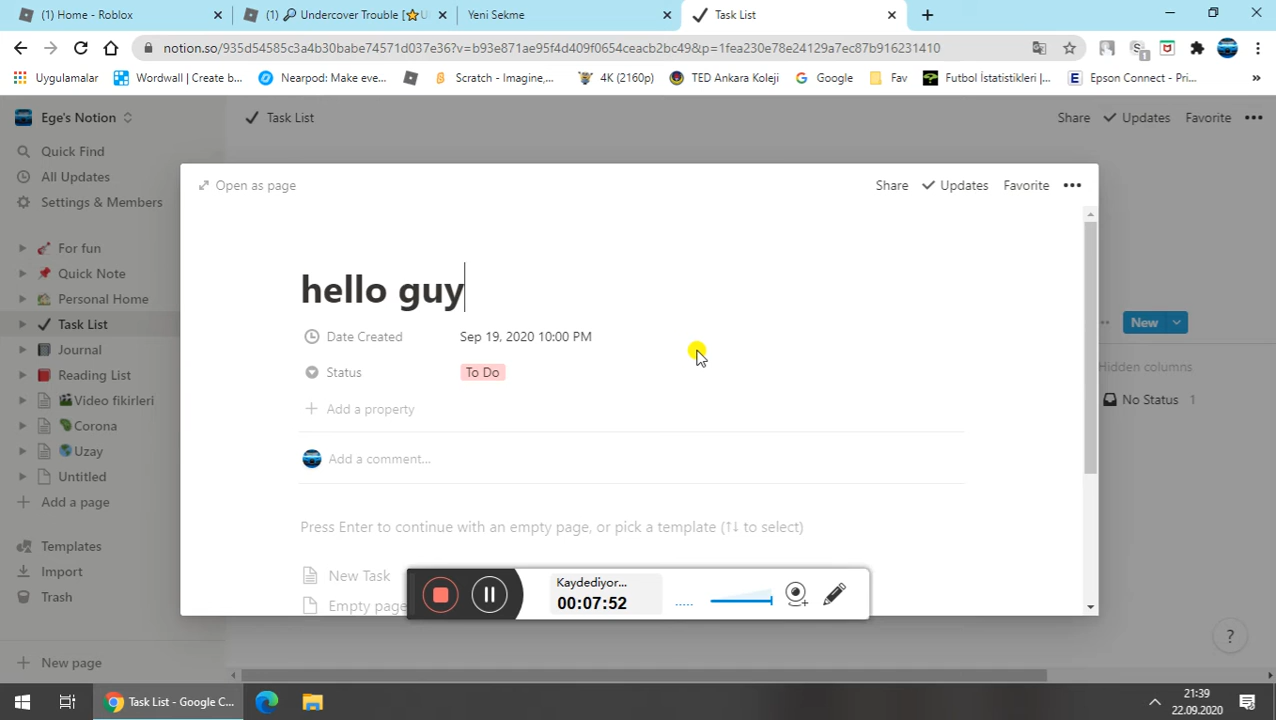 (1) Home - Roblox
(1) 🔎 Undercover Trouble [⭐U
Yeni Sekme
Task List
notion.so/935d54585c3a4b30babe74571d037e36?v=b93e871ae95f4d409f0654ceacb2bc49&p=1fea230e78e24129a7ec87b916231410
1
Uygulamalar
Wordwall | Create b...
Nearpod: Make eve...
Scratch - Imagine,...
4K (2160p)
TED Ankara Koleji
Google
Fav
Futbol İstatistikleri |...
Epson Connect - Pri...
»
Ege's Notion
Task List
Share
Updates
Favorite
Quick Find
All Updates
Settings & Members
For fun
Quick Note
Personal Home
Task List
Journal
Reading List
Video fikirleri
Corona
Uzay
Untitled
Add a page
Templates
Import
Trash
New page
Open as page
Share
Updates
Favorite
hello guy
Date Created
Sep 19, 2020 10:00 PM
Status
To Do
Add a property
Add a comment...
Press Enter to continue with an empty page, or pick a template (↑↓ to select)
New Task
Empty page
New
Hidden columns
No Status 1
?
Kaydediyor...
00:07:52
Task List - Google C...
21:39
22.09.2020